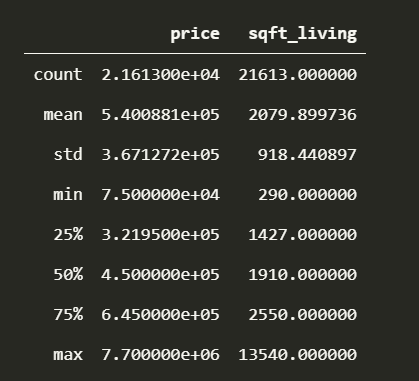 price sqft_living
count 2.161300e+04 21613.000000
mean 5.400881e+05 2079.899736
std 3.671272e+05 918.440897
min 7.500000e+04 290.000000
25% 3.219500e+05 1427.000000
50% 4.500000e+05 1910.000000
75% 6.450000e+05 2550.000000
max 7.700000e+06 13540.000000